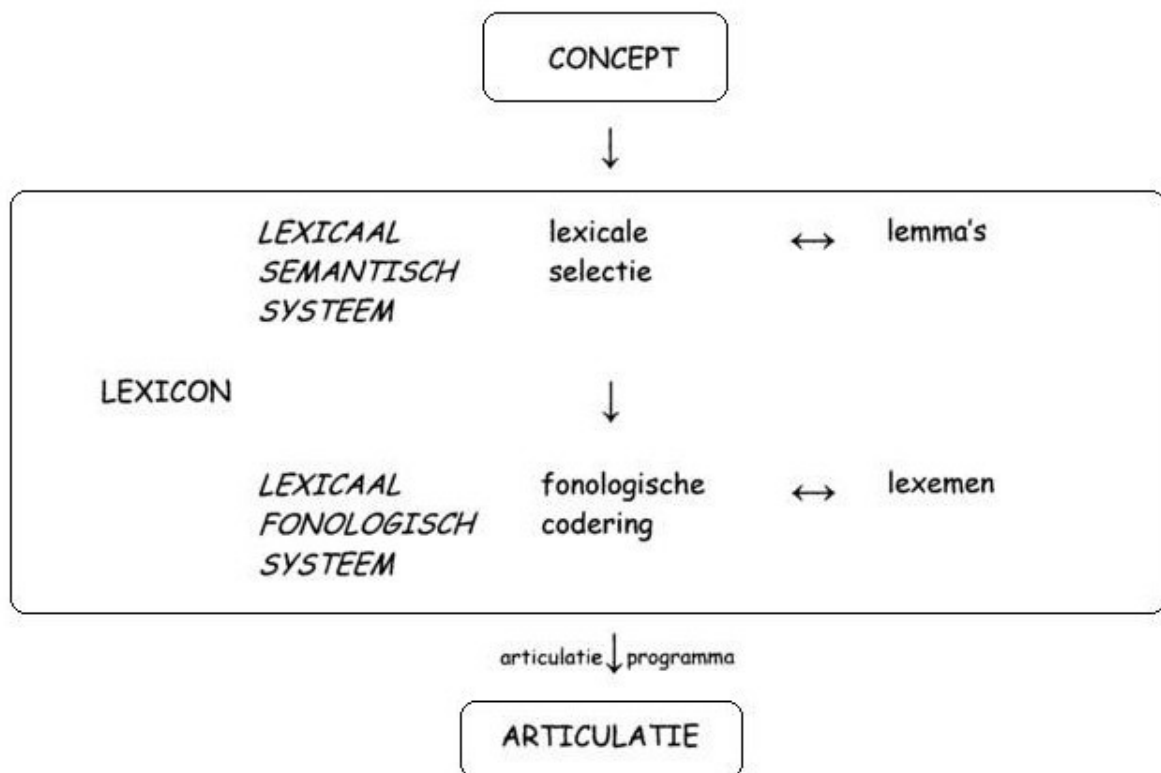 CONCEPT
↓
LEXICAAL lexicale ↔ lemma's
SEMANTISCH selectie
SYSTEEM
LEXICON ↓
LEXICAAL fonologische ↔ lexemen
FONOLOGISCH codering
SYSTEEM
articulatie ↓ programma
ARTICULATIE